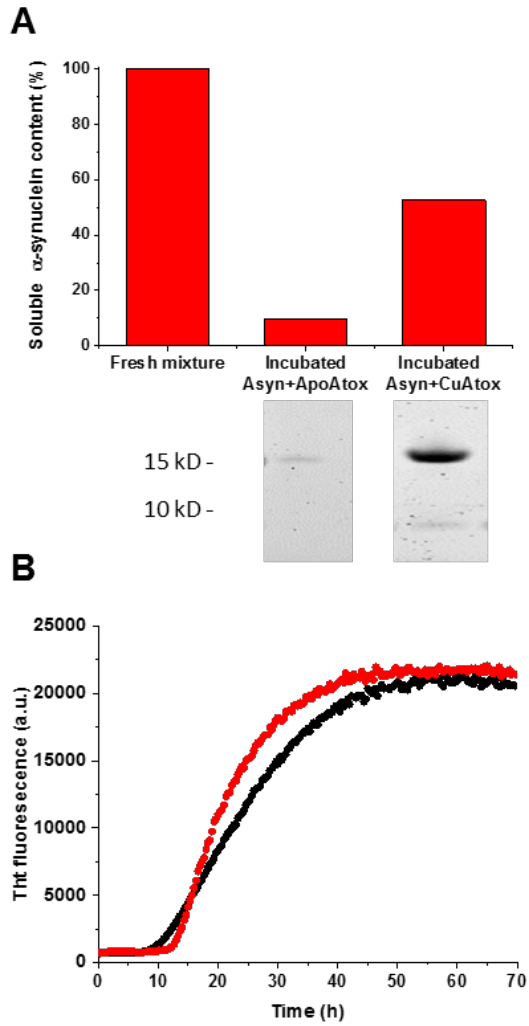 A
Soluble α-synuclein content (%)
100
80
60
40
20
0
Fresh mixture
Incubated
Asyn+ApoAtox
Incubated
Asyn+CuAtox
15 kD -
10 kD -
B
Tht fluoresecence (a.u.)
25000
20000
15000
10000
5000
0
0 10 20 30 40 50 60 70
Time (h)